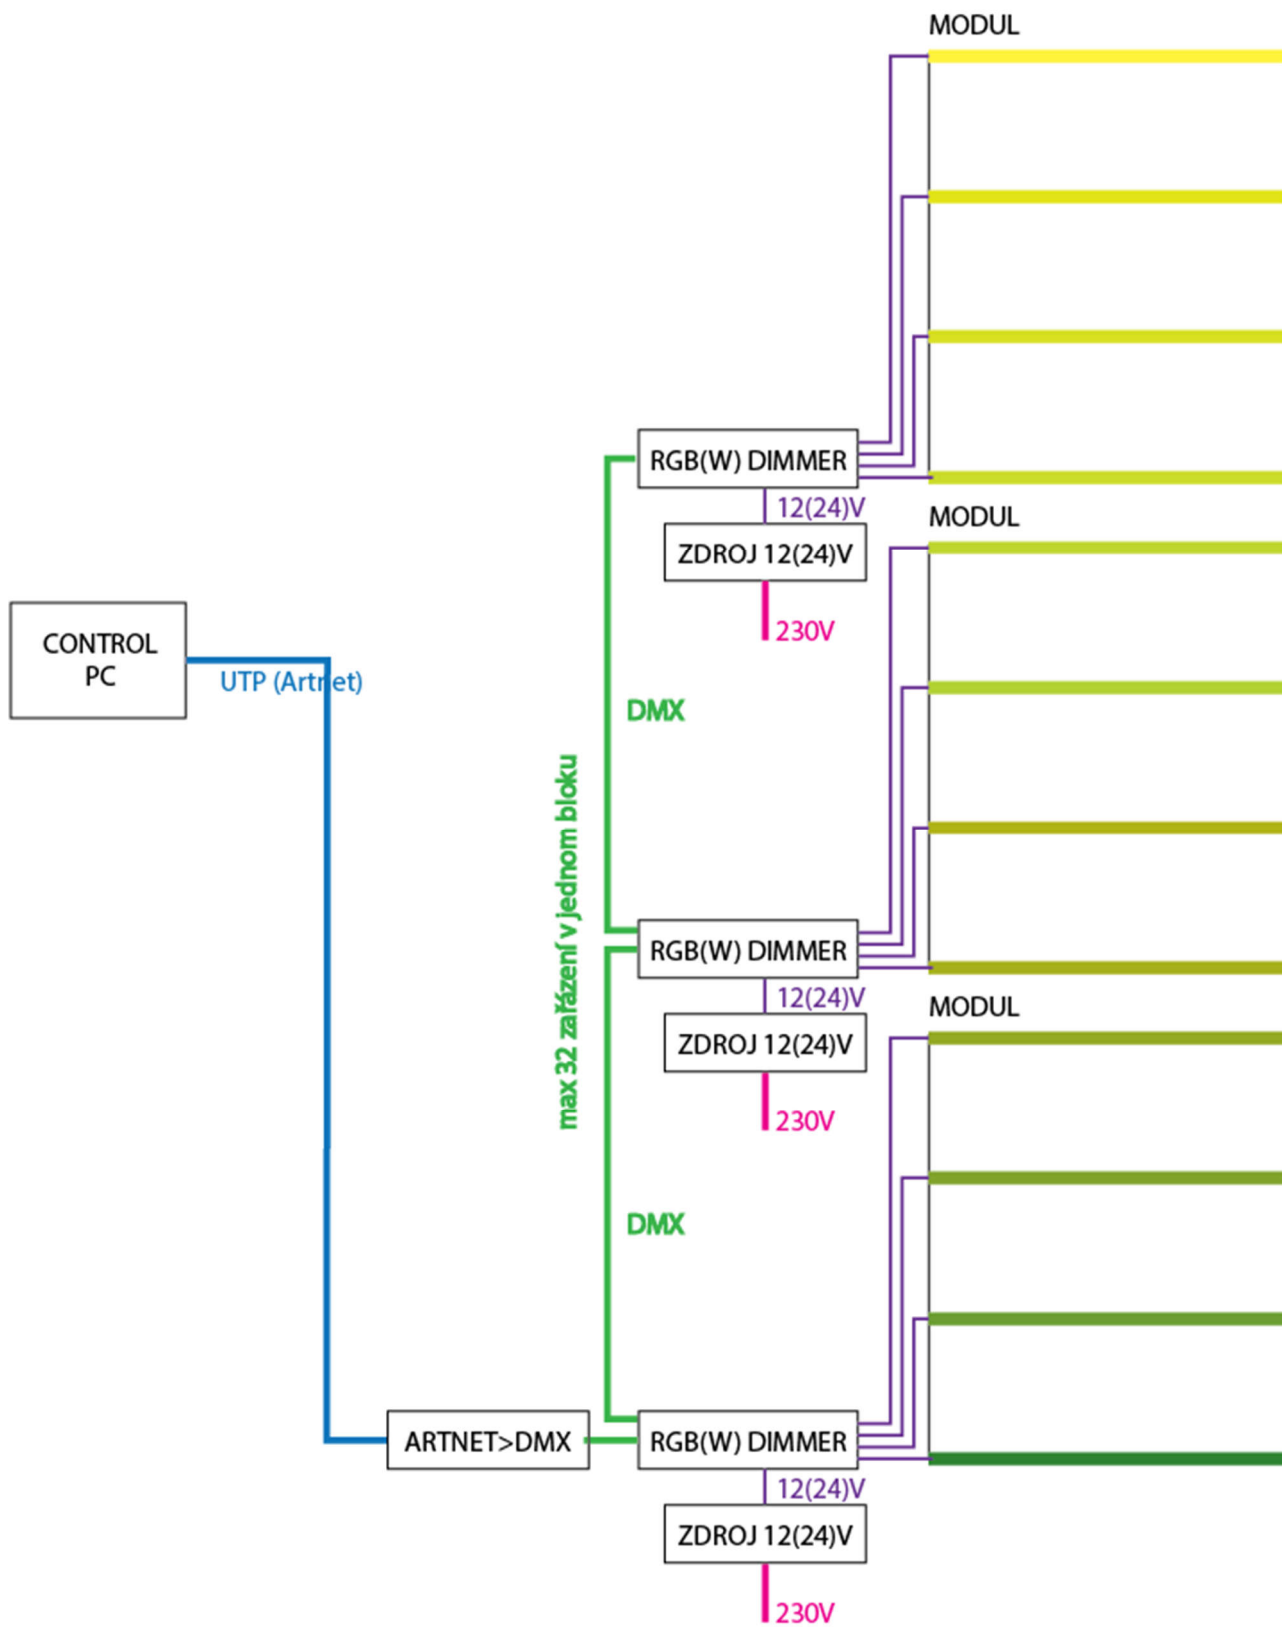 MODUL
RGB(W) DIMMER
12(24)V
MODUL
ZDROJ 12(24)V
230V
CONTROL
PC
UTP (Artnet)
DMX
max 32 zařázení v jednom bloku
RGB(W) DIMMER
12(24)V
MODUL
ZDROJ 12(24)V
230V
DMX
ARTNET>DMX
RGB(W) DIMMER
12(24)V
ZDROJ 12(24)V
230V